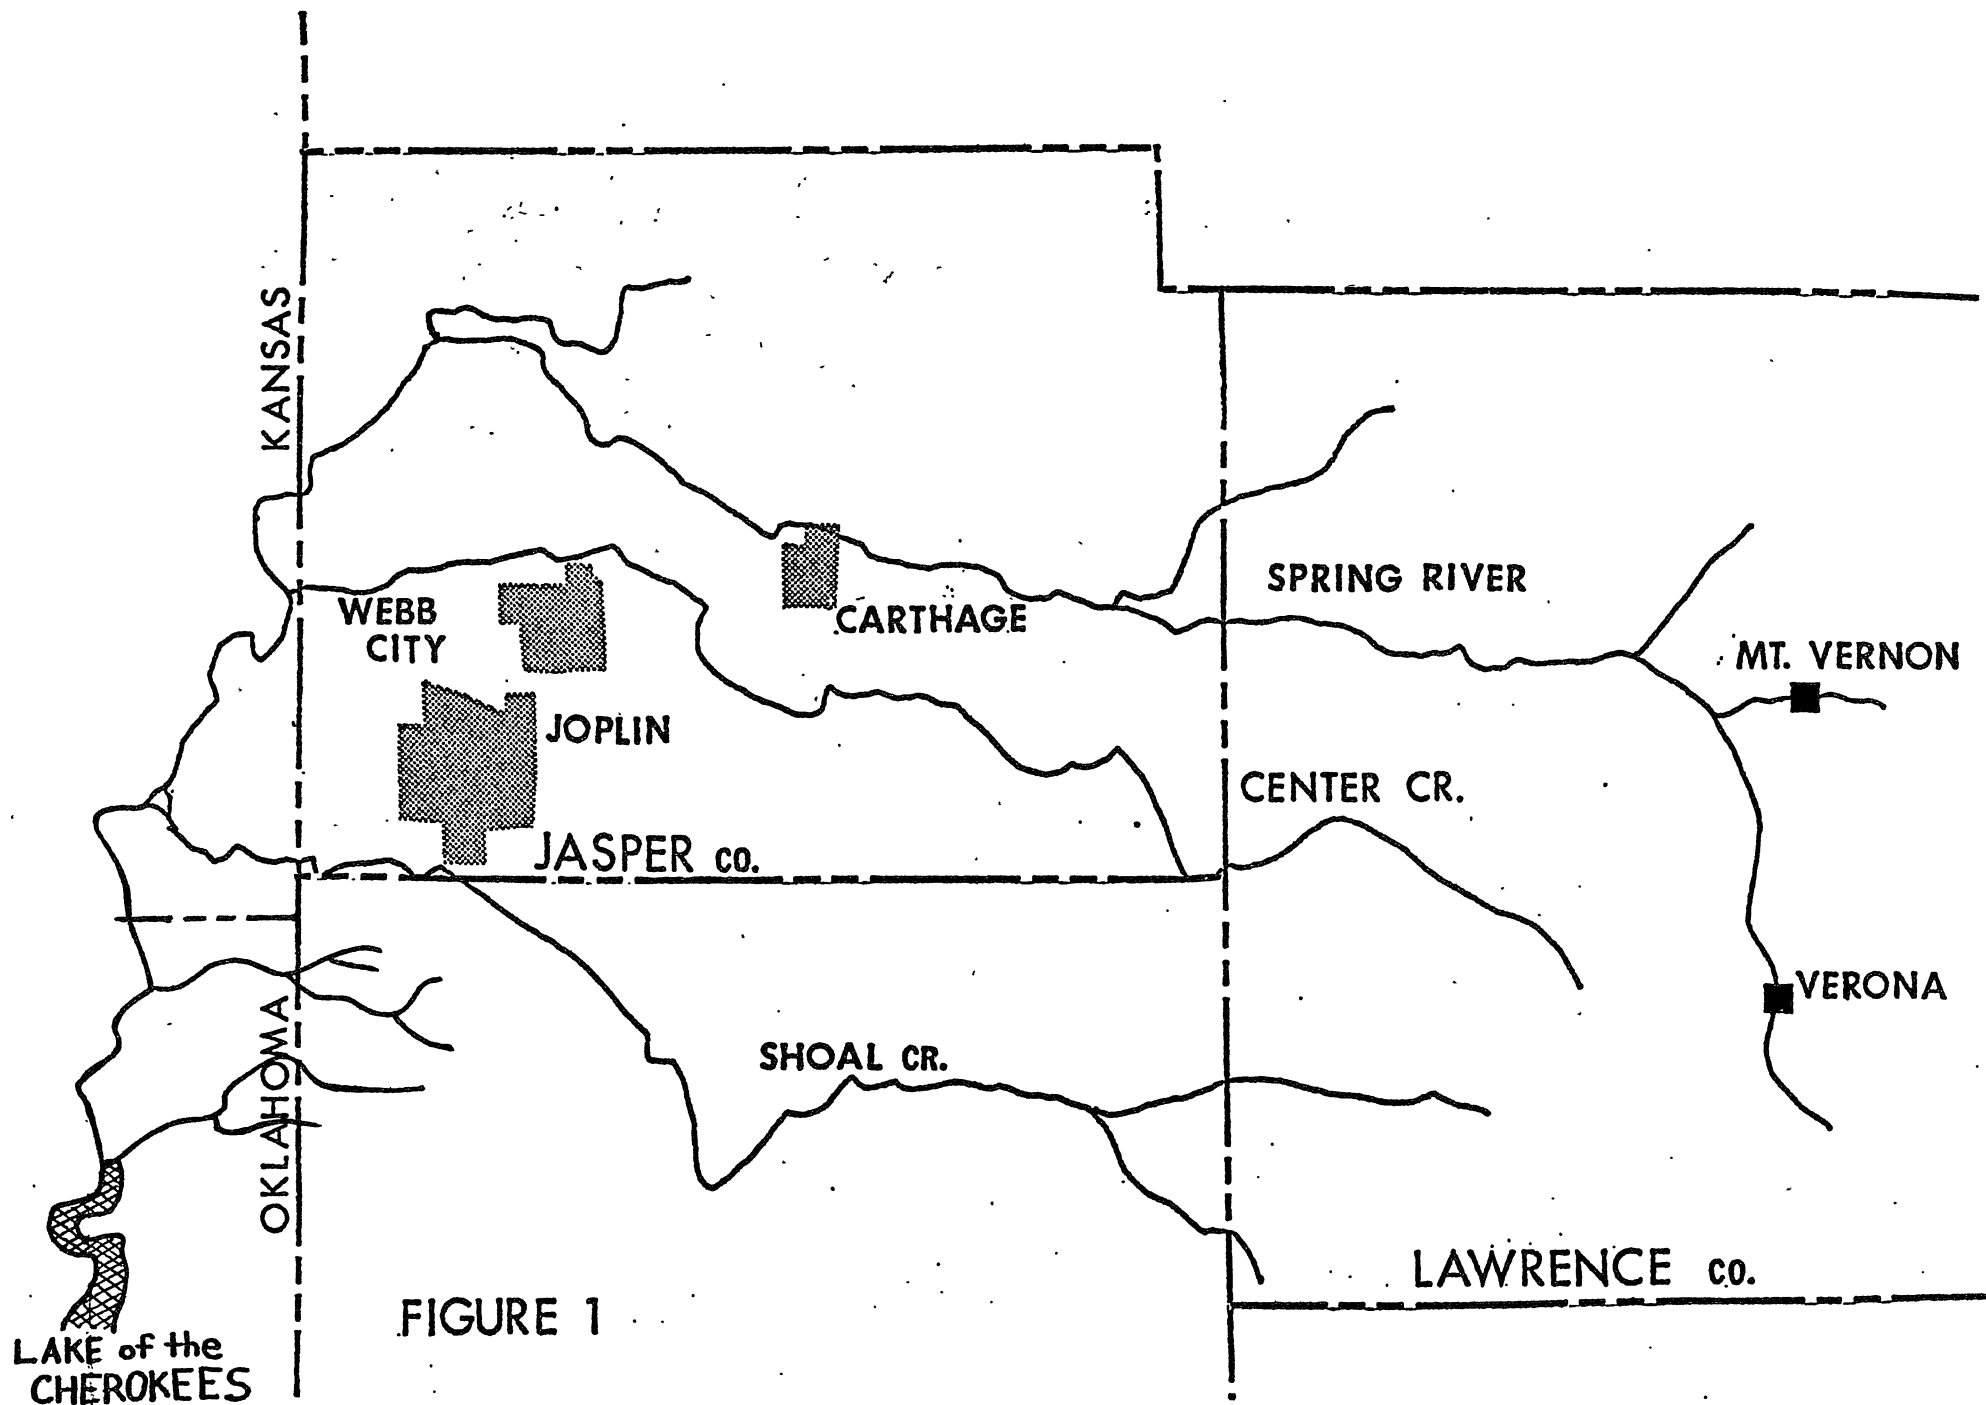 KANSAS
SPRING RIVER
WEBB
CITY
CARTHAGE
MT. VERNON
JOPLIN
CENTER CR.
JASPER CO.
VERONA
OKLAHOMA
SHOAL CR.
LAWRENCE CO.
FIGURE 1
LAKE of the
CHEROKEES